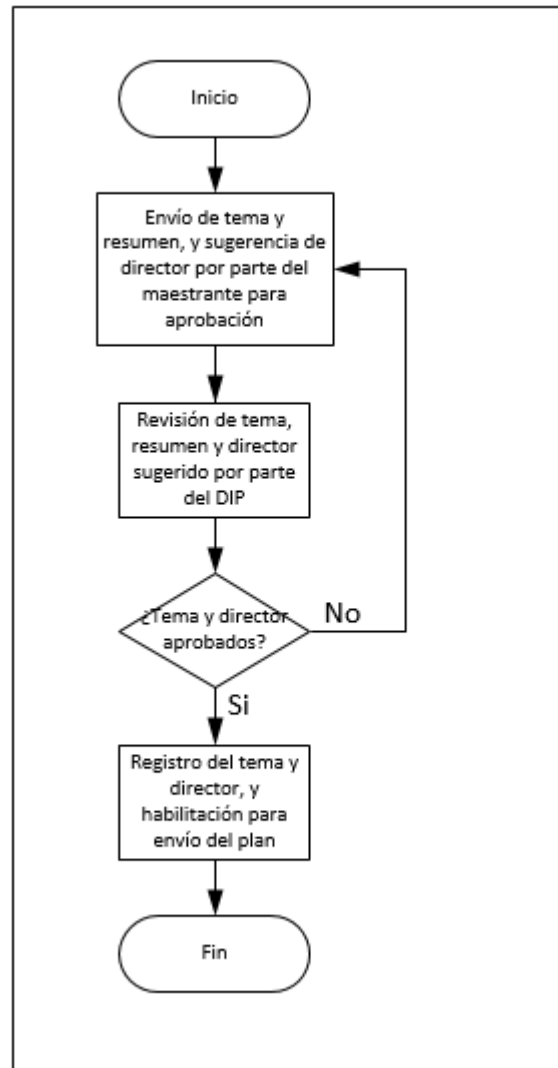 Inicio
Envío de tema y
resumen, y sugerencia de
director por parte del
maestrante para
aprobación
Revisión de tema,
resumen y director
sugerido por parte
del DIP
¿Tema y director
aprobados?
No
Si
Registro del tema y
director, y
habilitación para
envío del plan
Fin